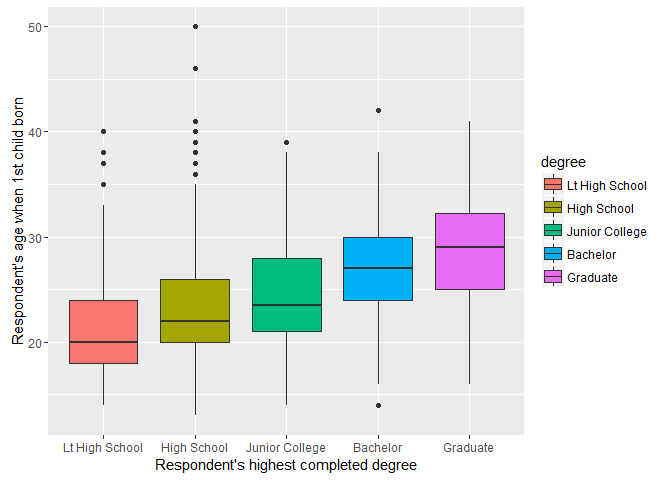 Respondent's age when 1st child born
50
40
30
20
Lt High School High School Junior College Bachelor Graduate
Respondent's highest completed degree
degree
Lt High School
High School
Junior College
Bachelor
Graduate